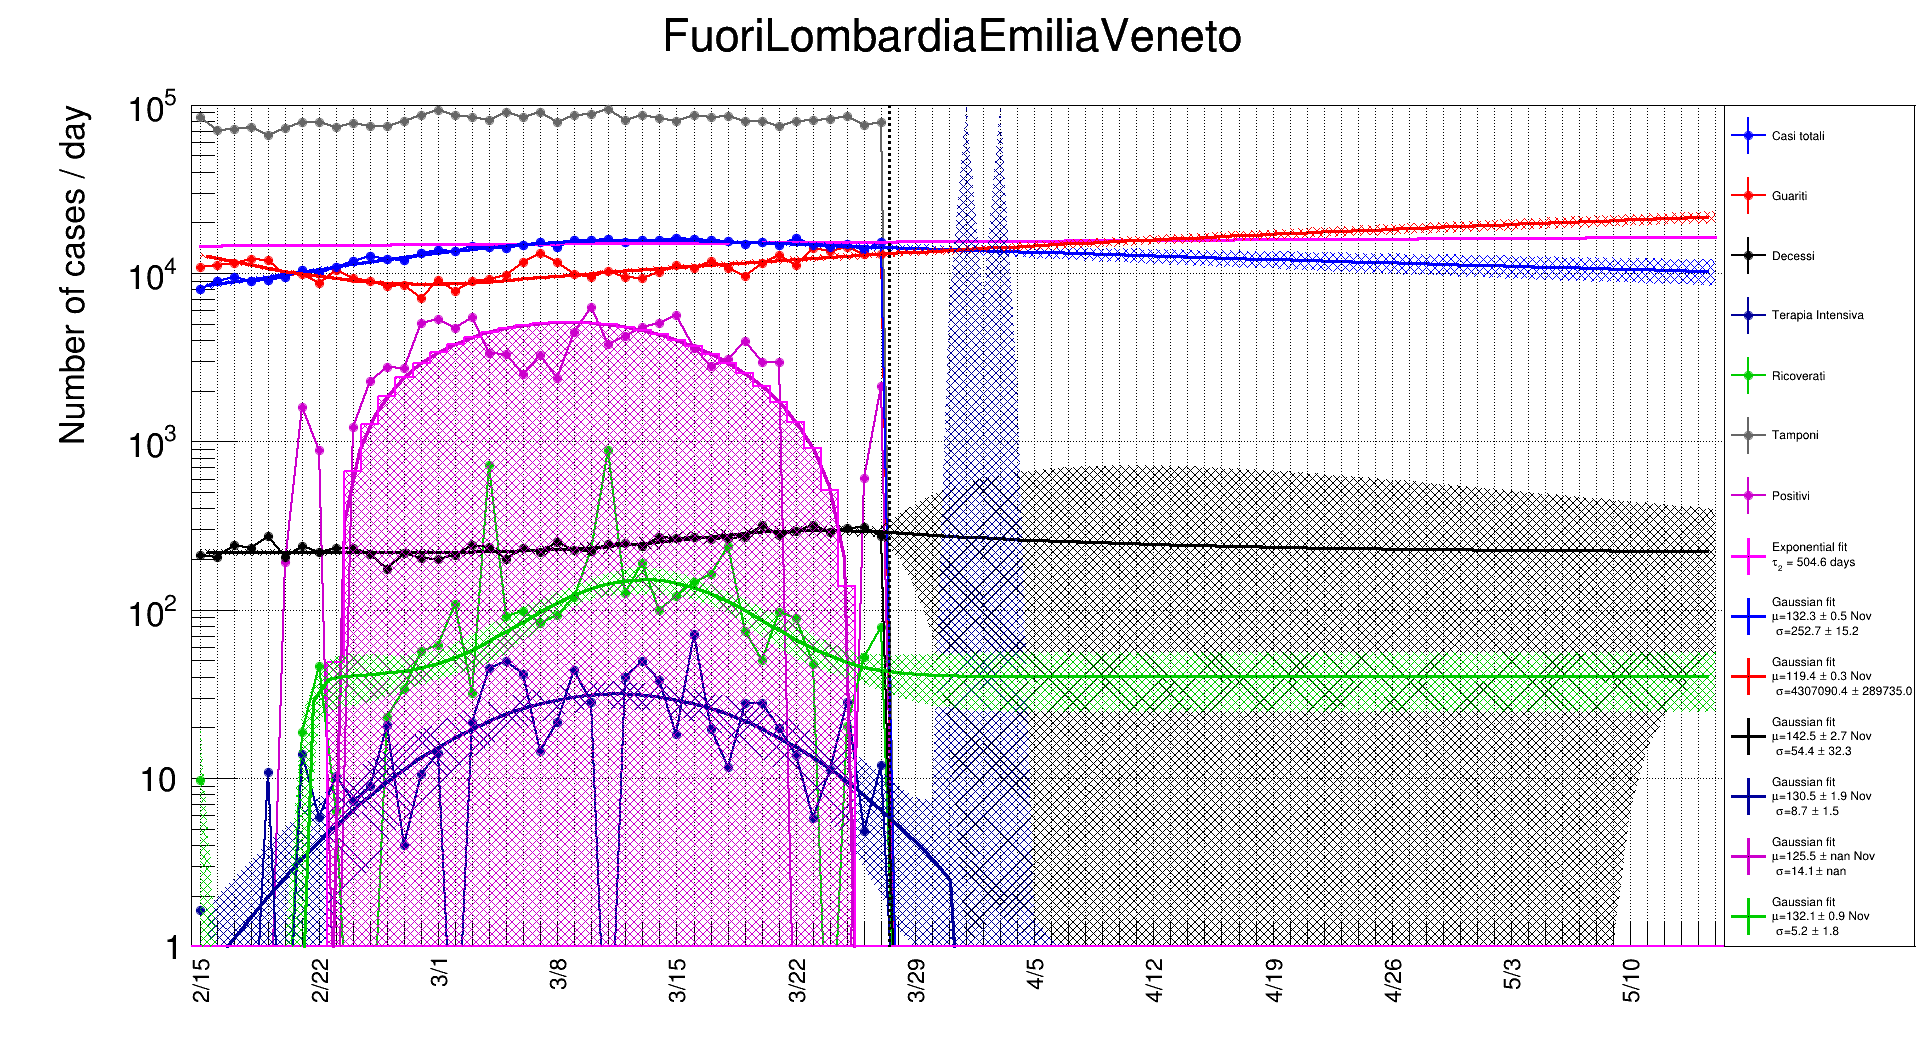 FuoriLombardiaEmiliaVeneto
Number of cases / day
10^5
10^4
10^3
10^2
10
1
2/15
2/22
3/1
3/8
3/15
3/22
3/29
4/5
4/12
4/19
4/26
5/3
5/10
Casi totali
Guariti
Decessi
Terapia Intensiva
Ricoverati
Tamponi
Positivi
Exponential fit
τ₂ = 504.6 days
Gaussian fit
μ=132.3 ± 0.5 Nov
σ=252.7 ± 15.2
Gaussian fit
μ=119.4 ± 0.3 Nov
σ=4307090.4 ± 289735.0
Gaussian fit
μ=142.5 ± 2.7 Nov
σ=54.4 ± 32.3
Gaussian fit
μ=130.5 ± 1.9 Nov
σ=8.7 ± 1.5
Gaussian fit
μ=125.5 ± nan Nov
σ=14.1 ± nan
Gaussian fit
μ=132.1 ± 0.9 Nov
σ=5.2 ± 1.8